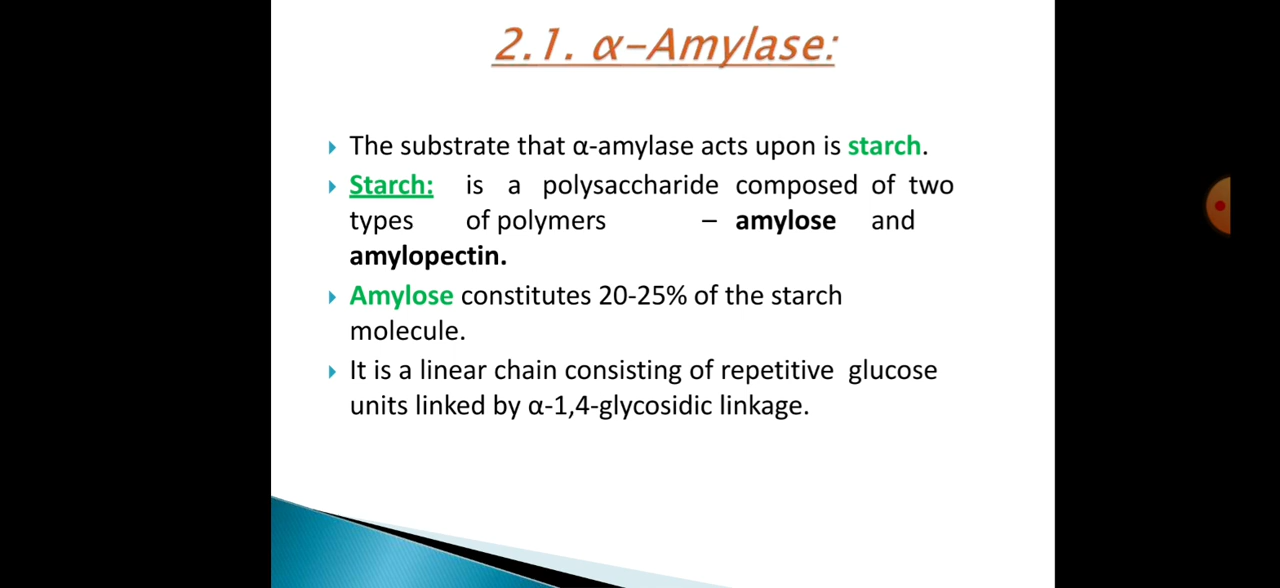 2.1. α-Amylase:
The substrate that α-amylase acts upon is starch.
Starch: is a polysaccharide composed of two
types of polymers – amylose and
amylopectin.
Amylose constitutes 20-25% of the starch
molecule.
It is a linear chain consisting of repetitive glucose
units linked by α-1,4-glycosidic linkage.